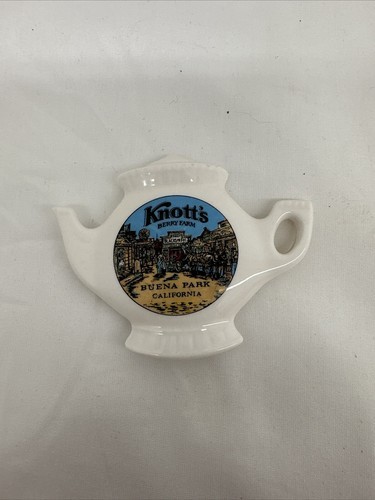 Knott's
BERRY FARM
BUENA PARK
CALIFORNIA